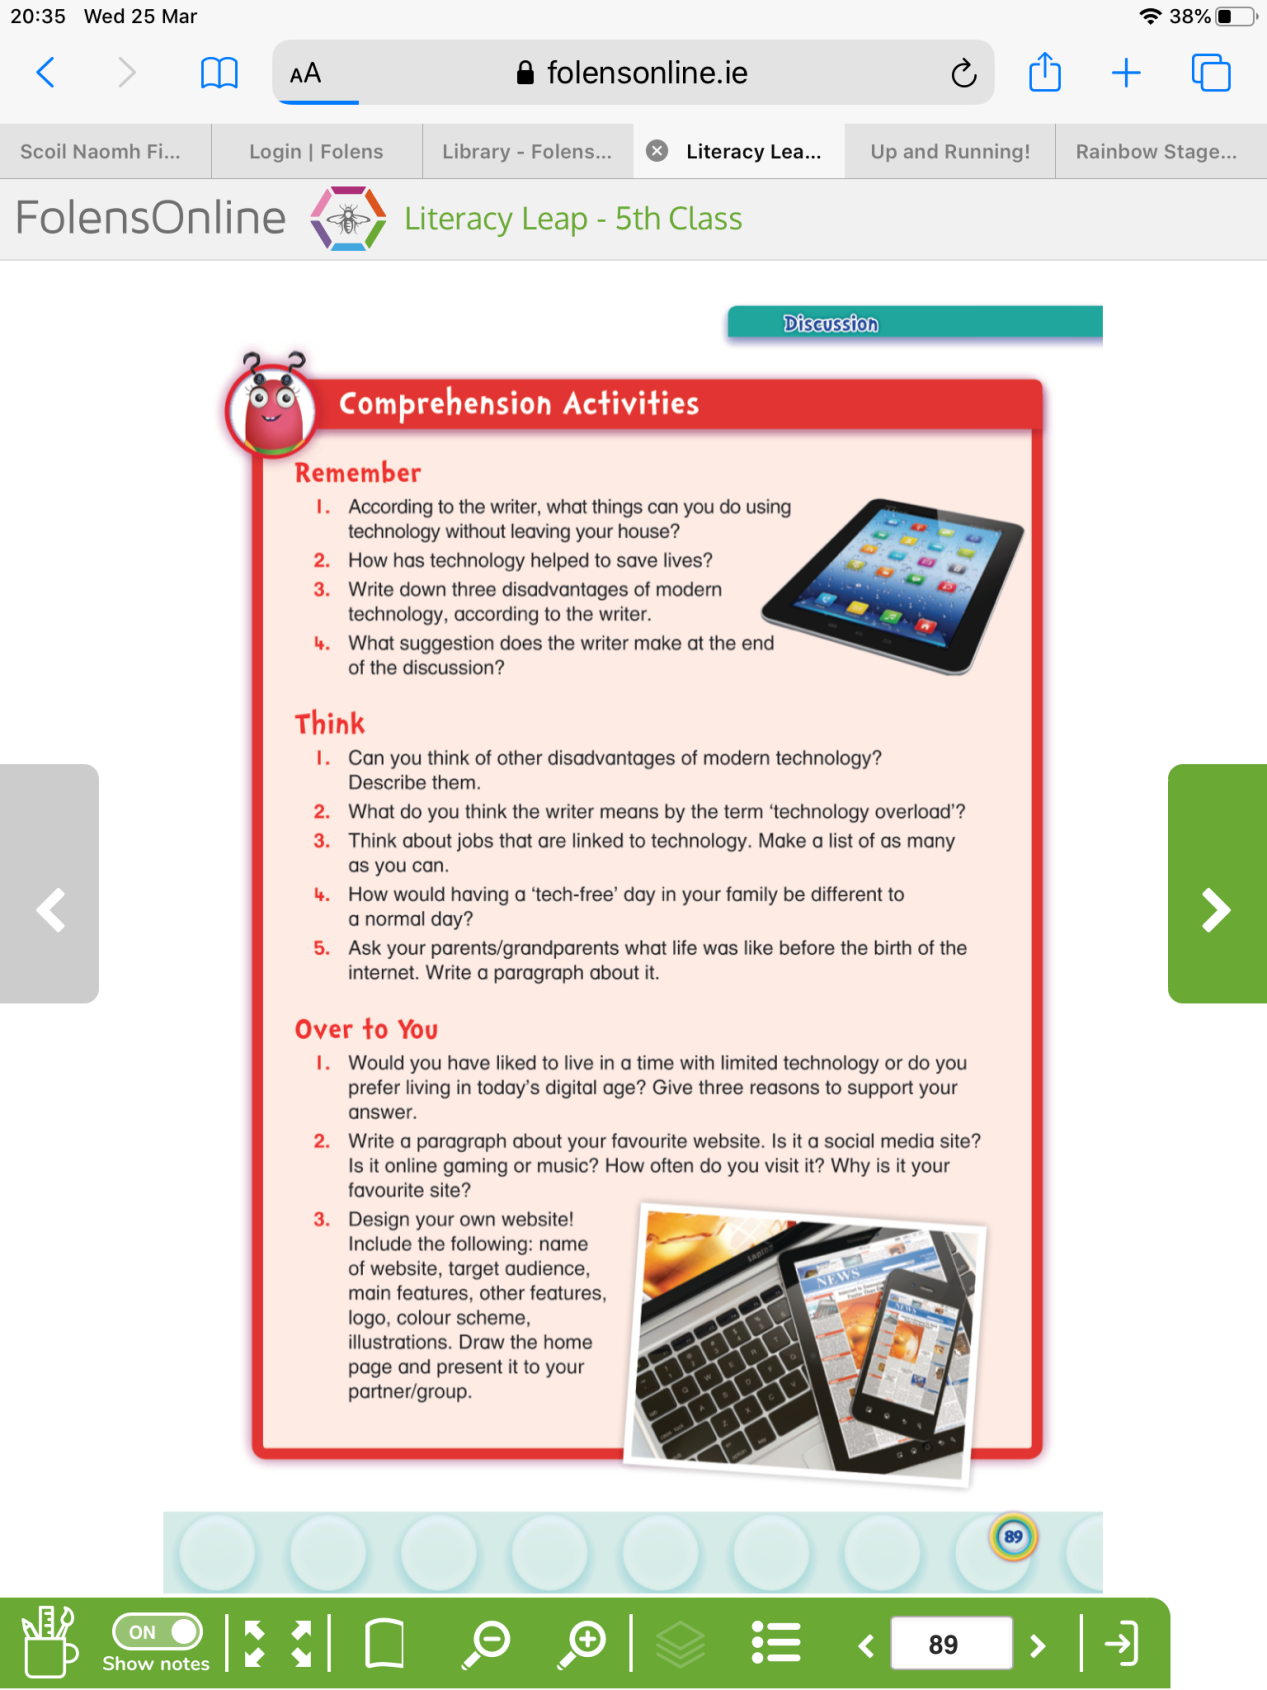 20:35 Wed 25 Mar
38%
AA folensonline.ie
Scoil Naomh Fi... Login | Folens Library - Folens... Literacy Lea... Up and Running! Rainbow Stage...
FolensOnline Literacy Leap - 5th Class
Discussion
Comprehension Activities
Remember
1. According to the writer, what things can you do using
technology without leaving your house?
2. How has technology helped to save lives?
3. Write down three disadvantages of modern
technology, according to the writer.
4. What suggestion does the writer make at the end
of the discussion?
Think
1. Can you think of other disadvantages of modern technology?
Describe them.
2. What do you think the writer means by the term ‘technology overload’?
3. Think about jobs that are linked to technology. Make a list of as many
as you can.
4. How would having a ‘tech-free’ day in your family be different to
a normal day?
5. Ask your parents/grandparents what life was like before the birth of the
internet. Write a paragraph about it.
Over to You
1. Would you have liked to live in a time with limited technology or do you
prefer living in today’s digital age? Give three reasons to support your
answer.
2. Write a paragraph about your favourite website. Is it a social media site?
Is it online gaming or music? How often do you visit it? Why is it your
favourite site?
3. Design your own website!
Include the following: name
of website, target audience,
main features, other features,
logo, colour scheme,
illustrations. Draw the home
page and present it to your
partner/group.
Laptop
NEWS
NEWS
89
ON
Show notes
89